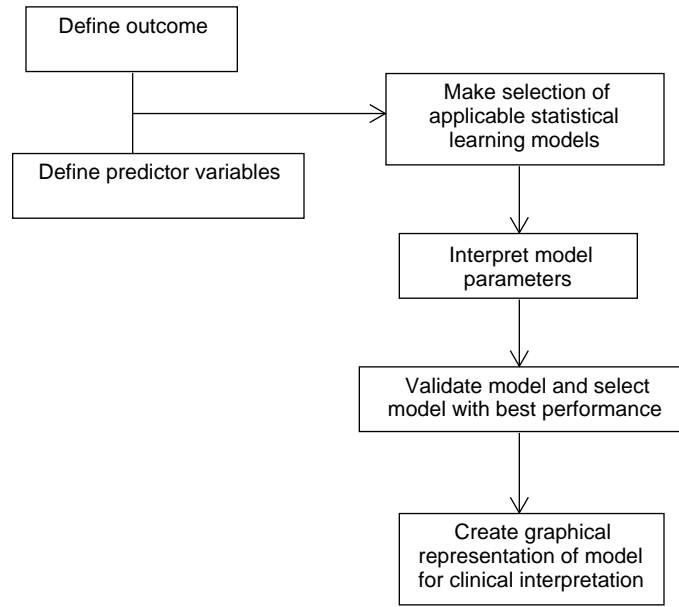 Define outcome
Make selection of
applicable statistical
learning models
Define predictor variables
Interpret model
parameters
Validate model and select
model with best performance
Create graphical
representation of model
for clinical interpretation